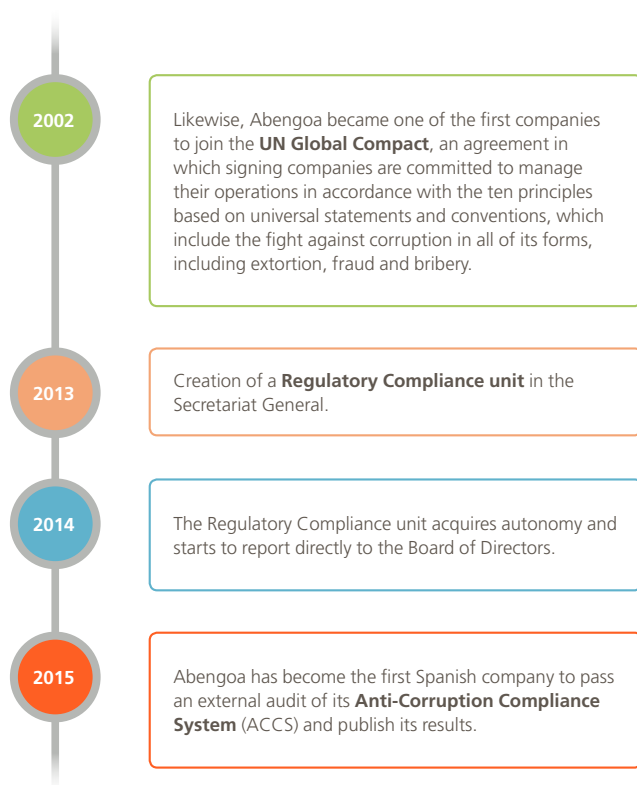 2002
Likewise, Abengoa became one of the first companies
to join the UN Global Compact, an agreement in
which signing companies are committed to manage
their operations in accordance with the ten principles
based on universal statements and conventions, which
include the fight against corruption in all of its forms,
including extortion, fraud and bribery.
2013
Creation of a Regulatory Compliance unit in the
Secretariat General.
2014
The Regulatory Compliance unit acquires autonomy and
starts to report directly to the Board of Directors.
2015
Abengoa has become the first Spanish company to pass
an external audit of its Anti-Corruption Compliance
System (ACCS) and publish its results.